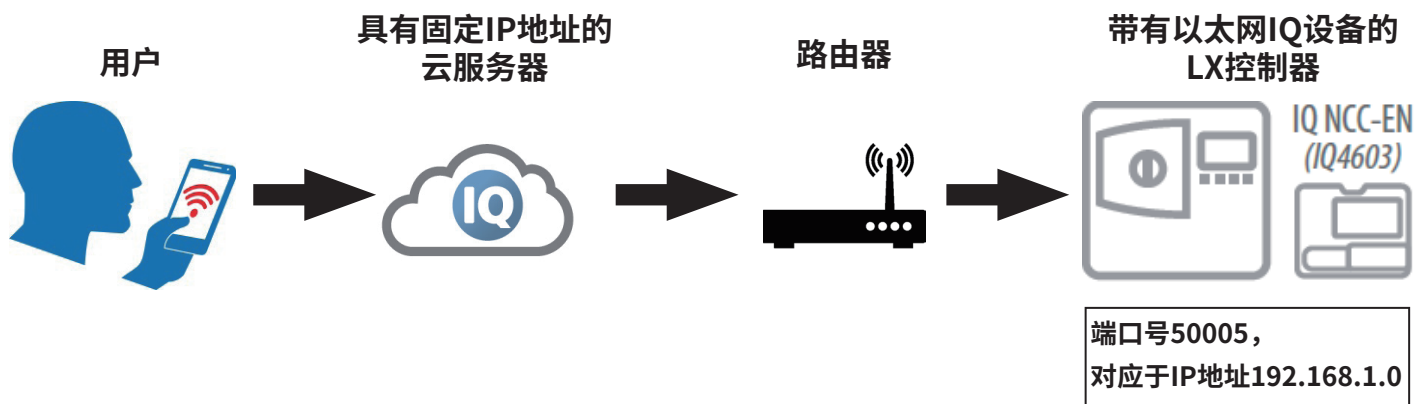 用户
具有固定IP地址的
云服务器
路由器
带有以太网IQ设备的
LX控制器
IQ
IQ NCC-EN
(IQ4603)
端口号50005，
对应于IP地址192.168.1.0